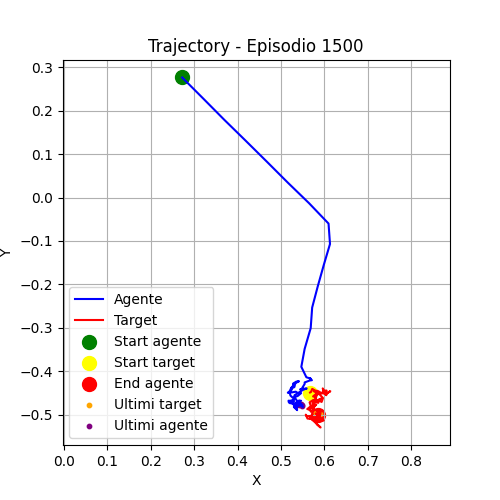 Trajectory - Episodio 1500
0.3
0.2
0.1
0.0
−0.1
−0.2
−0.3
−0.4
−0.5
Y
Agente
Target
Start agente
Start target
End agente
Ultimi target
Ultimi agente
0.0 0.1 0.2 0.3 0.4 0.5 0.6 0.7 0.8
X